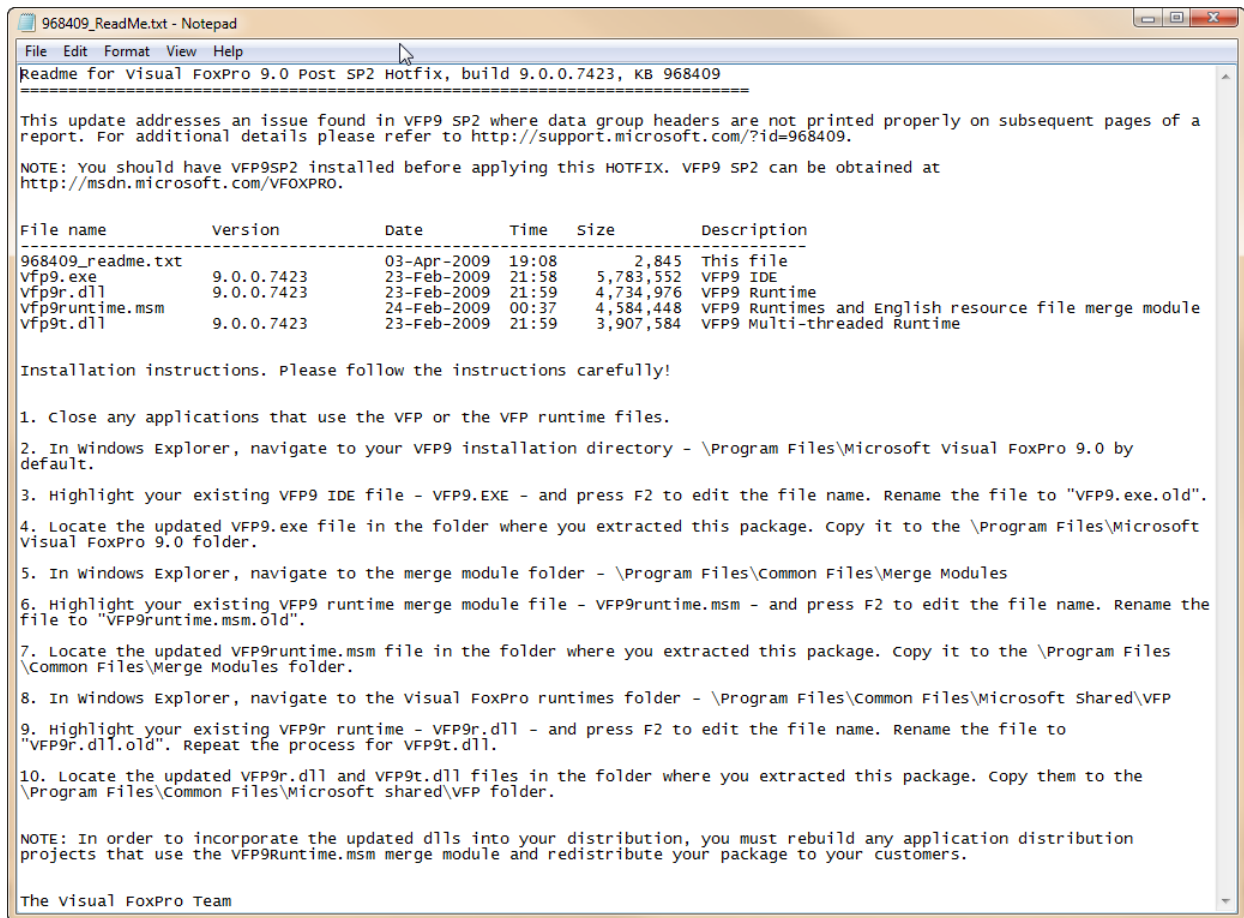 968409_ReadMe.txt - Notepad
File Edit Format View Help
Readme for Visual FoxPro 9.0 Post SP2 Hotfix, build 9.0.0.7423, KB 968409
===========================================================================
This update addresses an issue found in VFP9 SP2 where data group headers are not printed properly on subsequent pages of a
report. For additional details please refer to http://support.microsoft.com/?id=968409.
NOTE: You should have VFP9SP2 installed before applying this HOTFIX. VFP9 SP2 can be obtained at
http://msdn.microsoft.com/VFOXPRO.
File name Version Date Time Size Description
---------------------------------------------------------------------------------
968409_readme.txt 03-Apr-2009 19:08 2,845 This file
Vfp9.exe 9.0.0.7423 23-Feb-2009 21:58 5,783,552 VFP9 IDE
Vfp9r.dll 9.0.0.7423 23-Feb-2009 21:59 4,734,976 VFP9 Runtime
Vfp9runtime.msm 24-Feb-2009 00:37 4,584,448 VFP9 Runtimes and English resource file merge module
Vfp9t.dll 9.0.0.7423 23-Feb-2009 21:59 3,907,584 VFP9 Multi-threaded Runtime
Installation instructions. Please follow the instructions carefully!
1. Close any applications that use the VFP or the VFP runtime files.
2. In Windows Explorer, navigate to your VFP9 installation directory - \Program Files\Microsoft Visual FoxPro 9.0 by
default.
3. Highlight your existing VFP9 IDE file - VFP9.EXE - and press F2 to edit the file name. Rename the file to "VFP9.exe.old".
4. Locate the updated VFP9.exe file in the folder where you extracted this package. Copy it to the \Program Files\Microsoft
Visual FoxPro 9.0 folder.
5. In Windows Explorer, navigate to the merge module folder - \Program Files\Common Files\Merge Modules
6. Highlight your existing VFP9 runtime merge module file - VFP9runtime.msm - and press F2 to edit the file name. Rename the
file to "VFP9runtime.msm.old".
7. Locate the updated VFP9runtime.msm file in the folder where you extracted this package. Copy it to the \Program Files
\Common Files\Merge Modules folder.
8. In Windows Explorer, navigate to the Visual FoxPro runtimes folder - \Program Files\Common Files\Microsoft Shared\VFP
9. Highlight your existing VFP9r runtime - VFP9r.dll - and press F2 to edit the file name. Rename the file to
"VFP9r.dll.old". Repeat the process for VFP9t.dll.
10. Locate the updated VFP9r.dll and VFP9t.dll files in the folder where you extracted this package. Copy them to the
\Program Files\Common Files\Microsoft shared\VFP folder.
NOTE: In order to incorporate the updated dlls into your distribution, you must rebuild any application distribution
projects that use the VFP9Runtime.msm merge module and redistribute your package to your customers.
The Visual FoxPro Team